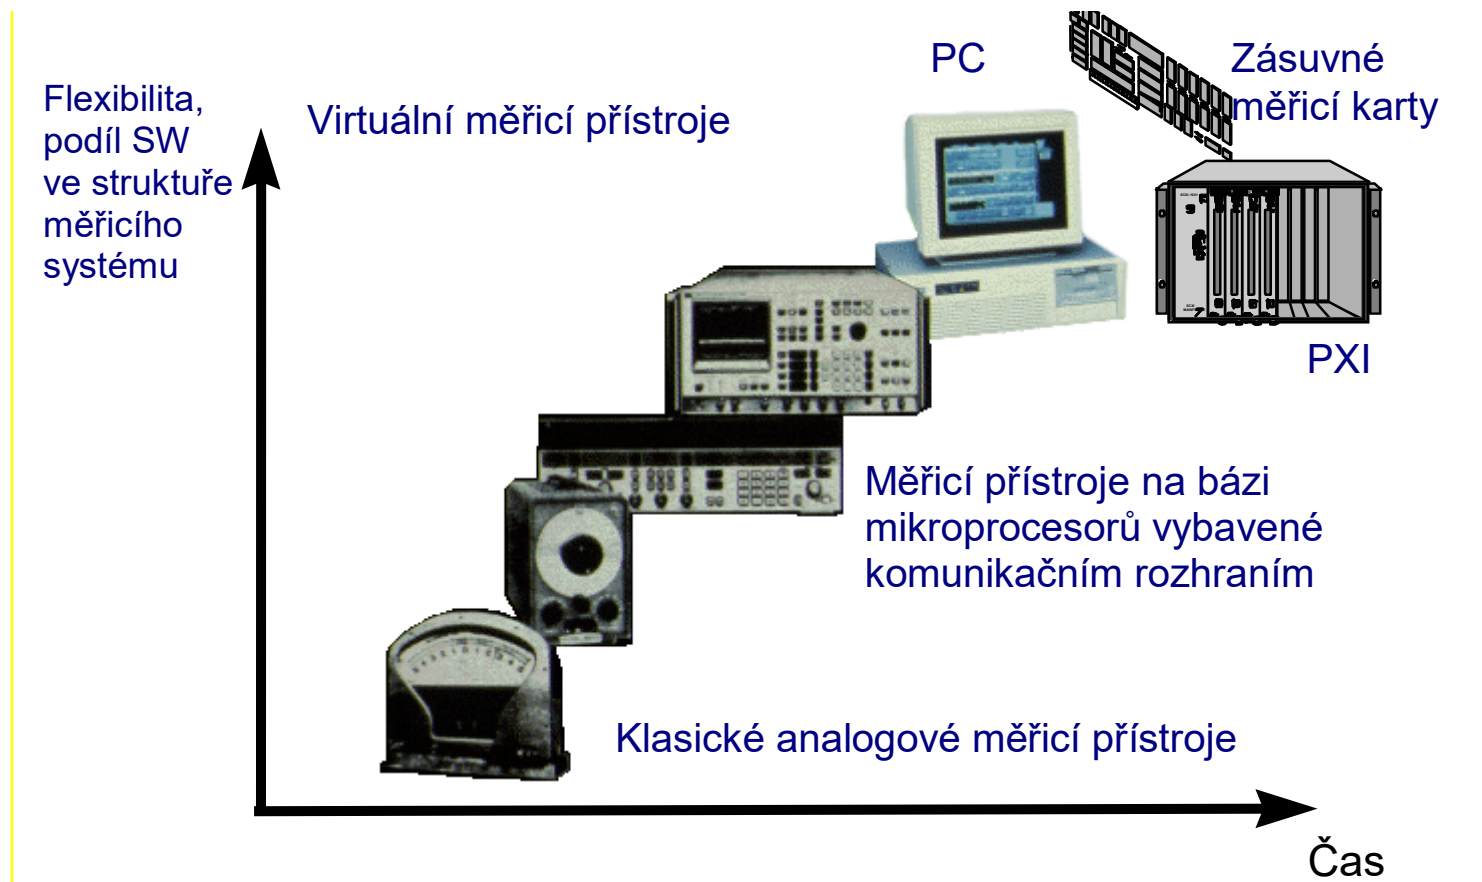 PC
Zásuvné
měřicí karty
Flexibilita,
podíl SW
ve struktuře
měřicího
systému
Virtuální měřicí přístroje
PXI
Měřicí přístroje na bázi
mikroprocesorů vybavené
komunikačním rozhraním
Klasické analogové měřicí přístroje
Čas